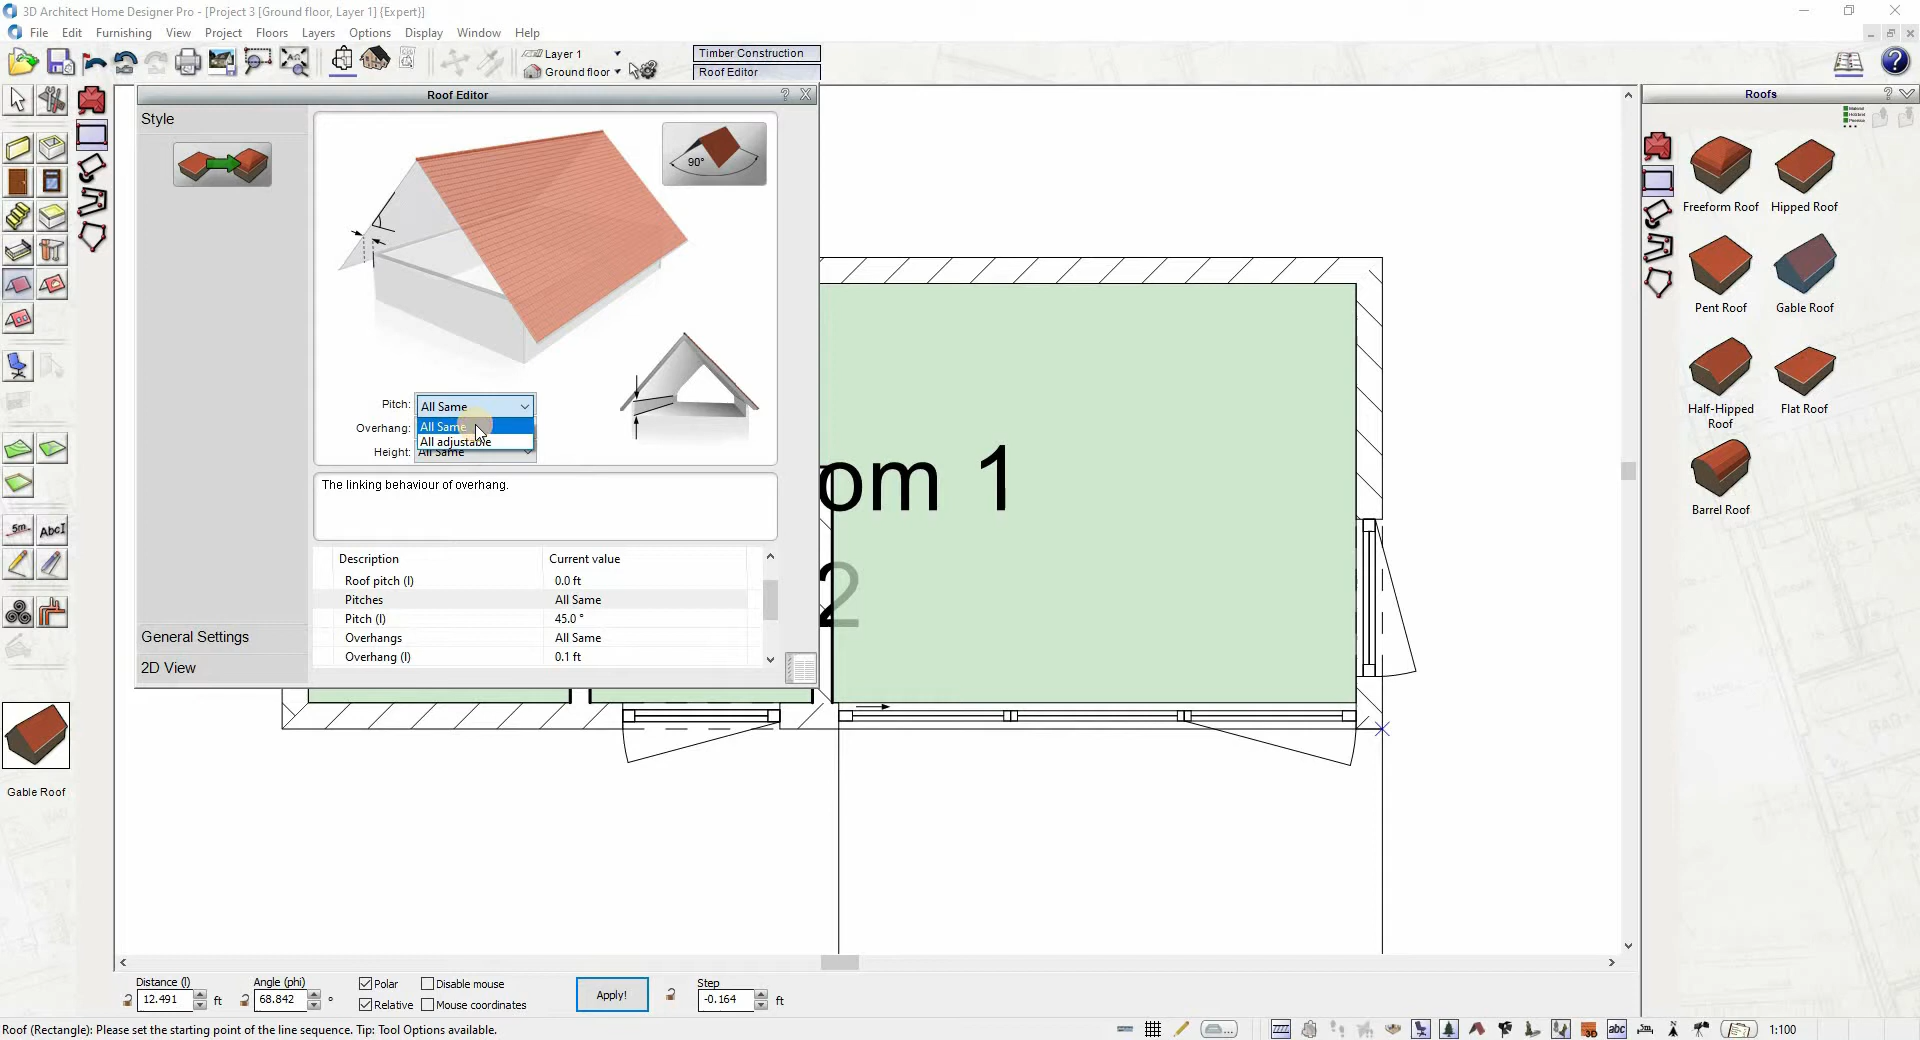 3D Architect Home Designer Pro - [Project 3 [Ground floor, Layer 1] {Expert}]
File Edit Furnishing View Project Floors Layers Options Display Window Help
Layer 1
Ground floor
Timber Construction
Roof Editor
Roof Editor
Style
90°
Pitch: All Same
All Same
All adjustable
Overhang:
Height: All Same
The linking behaviour of overhang.
Description Current value
Roof pitch (l) 0.0 ft
Pitches All Same
Pitch (l) 45.0 °
Overhangs All Same
Overhang (l) 0.1 ft
General Settings
2D View
om 1
2
5m
AbcI
Gable Roof
Roofs
Freeform Roof
Hipped Roof
Pent Roof
Gable Roof
Half-Hipped Roof
Flat Roof
Barrel Roof
Distance (l) 12.491 ft
Angle (phi) 68.842 °
Polar
Disable mouse
Relative
Mouse coordinates
Apply!
Step -0.164 ft
Roof (Rectangle): Please set the starting point of the line sequence. Tip: Tool Options available.
3D
abc
1:100